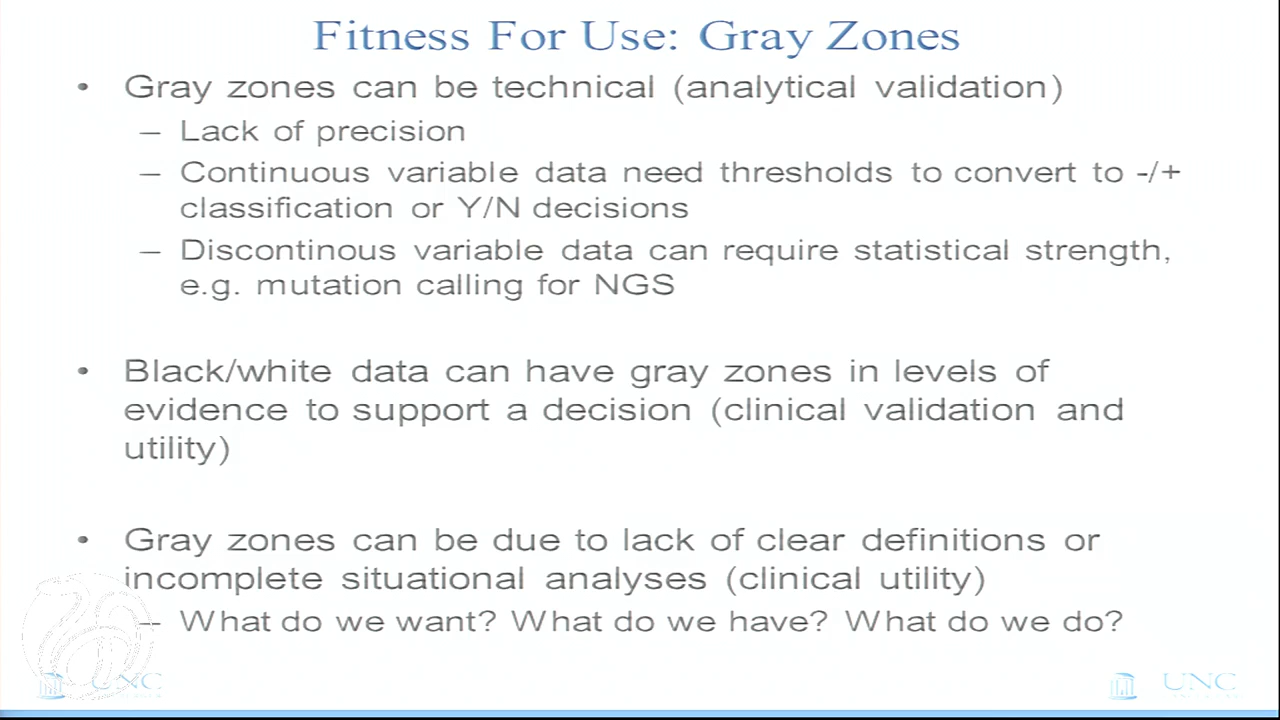 Fitness For Use: Gray Zones
• Gray zones can be technical (analytical validation)
– Lack of precision
– Continuous variable data need thresholds to convert to -/+
classification or Y/N decisions
– Discontinous variable data can require statistical strength,
e.g. mutation calling for NGS
• Black/white data can have gray zones in levels of
evidence to support a decision (clinical validation and
utility)
• Gray zones can be due to lack of clear definitions or
incomplete situational analyses (clinical utility)
– What do we want? What do we have? What do we do?
UNC
UNC